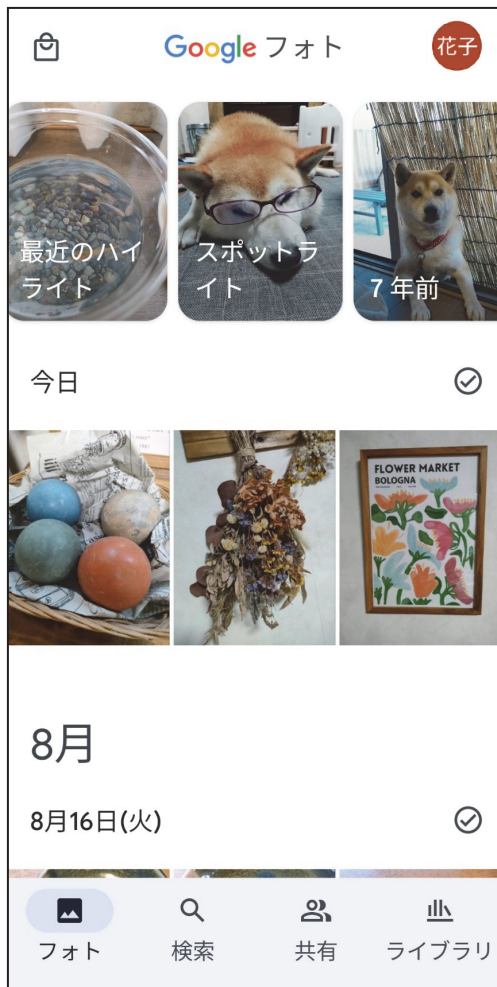 Google フォト
花子
最近のハイ
ライト
スポットラ
イト
7 年前
今日
FLOWER MARKET
BOLOGNA
8月
8月16日(火)
フォト
検索
共有
ライブラリ